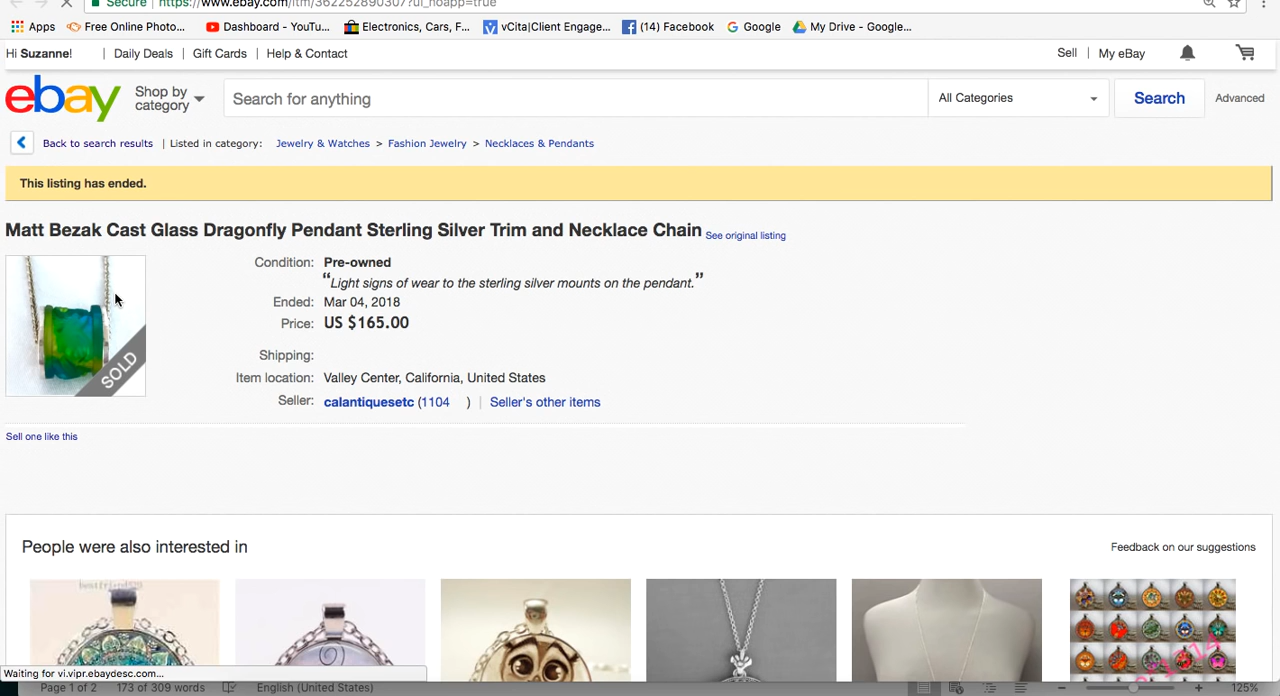 Secure https://www.ebay.com/itm/362252890307?ul_noapp=true
Apps Free Online Photo... Dashboard - YouTu... Electronics, Cars, F... vCita|Client Engage... (14) Facebook Google My Drive - Google...
Hi Suzanne! | Daily Deals | Gift Cards | Help & Contact Sell | My eBay
ebay Shop by category Search for anything All Categories Search Advanced
Back to search results | Listed in category: Jewelry & Watches > Fashion Jewelry > Necklaces & Pendants
This listing has ended.
Matt Bezak Cast Glass Dragonfly Pendant Sterling Silver Trim and Necklace Chain See original listing
Condition: Pre-owned
“Light signs of wear to the sterling silver mounts on the pendant.”
Ended: Mar 04, 2018
Price: US $165.00
Shipping:
SOLD
Item location: Valley Center, California, United States
Seller: calantiquesetc (1104 ) | Seller's other items
Sell one like this
People were also interested in Feedback on our suggestions
Waiting for vi.vipr.ebaydesc.com...
Page 1 of 2 173 of 309 words English (United States) 125%